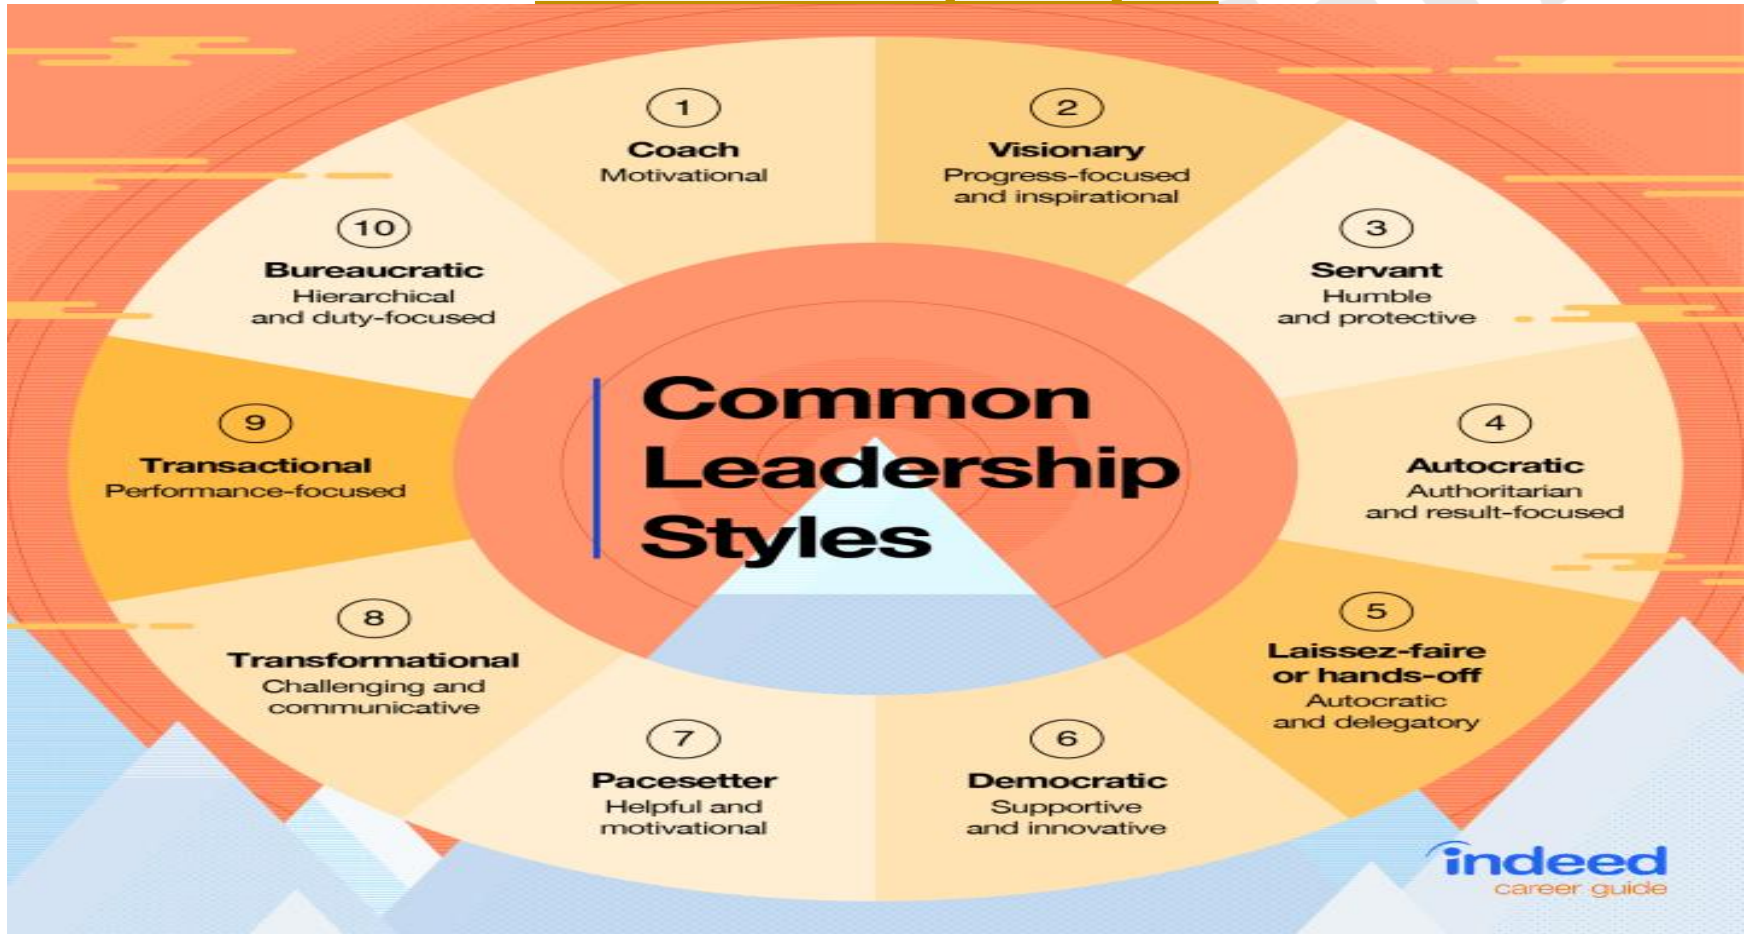 Common
Leadership
Styles
1
Coach
Motivational
2
Visionary
Progress-focused
and inspirational
3
Servant
Humble
and protective
4
Autocratic
Authoritarian
and result-focused
5
Laissez-faire
or hands-off
Autocratic
and delegatory
6
Democratic
Supportive
and innovative
7
Pacesetter
Helpful and
motivational
8
Transformational
Challenging and
communicative
9
Transactional
Performance-focused
10
Bureaucratic
Hierarchical
and duty-focused
indeed
career guide